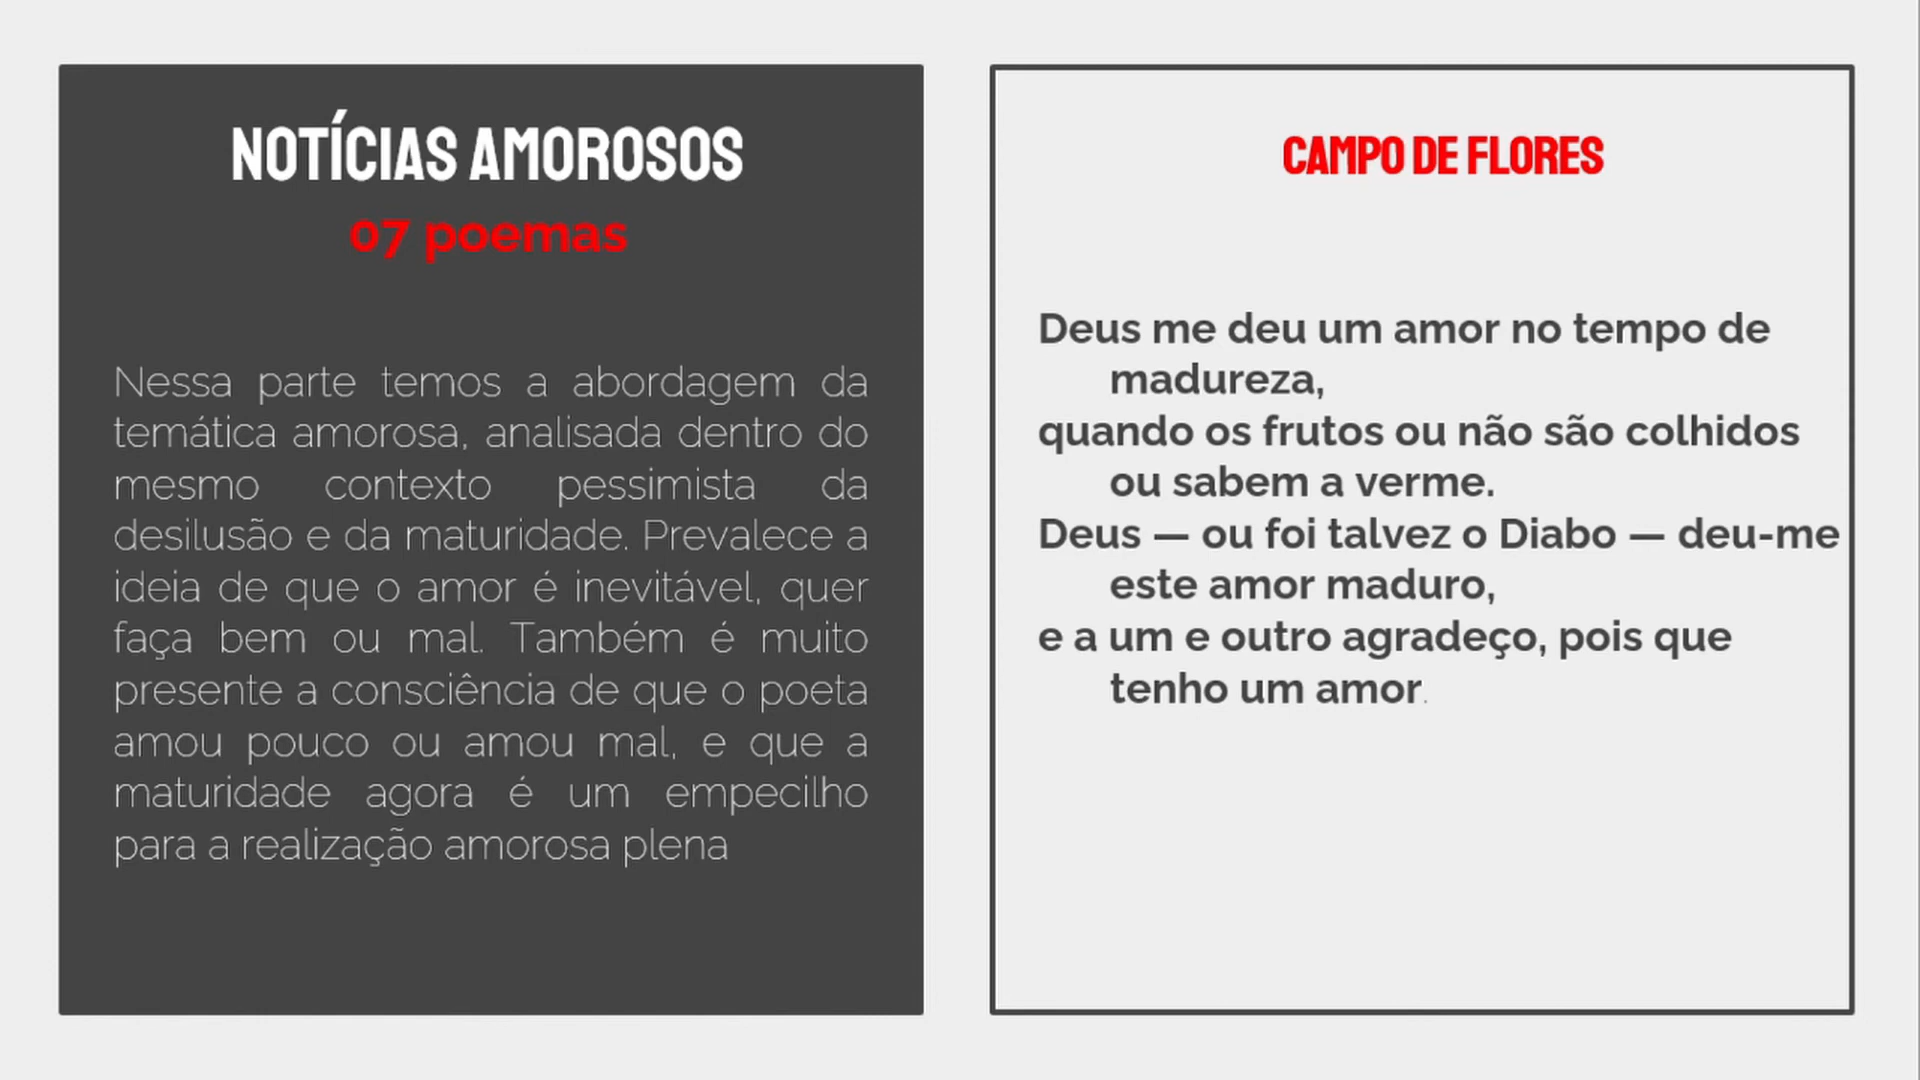 NOTÍCIAS AMOROSOS
07 poemas
Nessa parte temos a abordagem da
temática amorosa, analisada dentro do
mesmo contexto pessimista da
desilusão e da maturidade. Prevalece a
ideia de que o amor é inevitável, quer
faça bem ou mal. Também é muito
presente a consciência de que o poeta
amou pouco ou amou mal, e que a
maturidade agora é um empecilho
para a realização amorosa plena
CAMPO DE FLORES
Deus me deu um amor no tempo de
madureza,
quando os frutos ou não são colhidos
ou sabem a verme.
Deus — ou foi talvez o Diabo — deu-me
este amor maduro,
e a um e outro agradeço, pois que
tenho um amor.